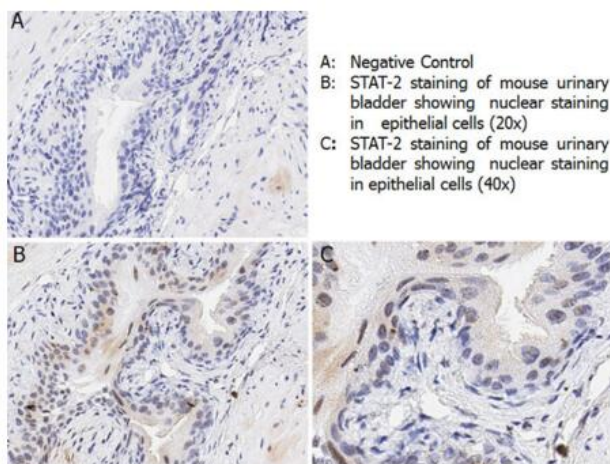 A
A: Negative Control
B: STAT-2 staining of mouse urinary
bladder showing nuclear staining
in epithelial cells (20x)
C: STAT-2 staining of mouse urinary
bladder showing nuclear staining
in epithelial cells (40x)
B
C